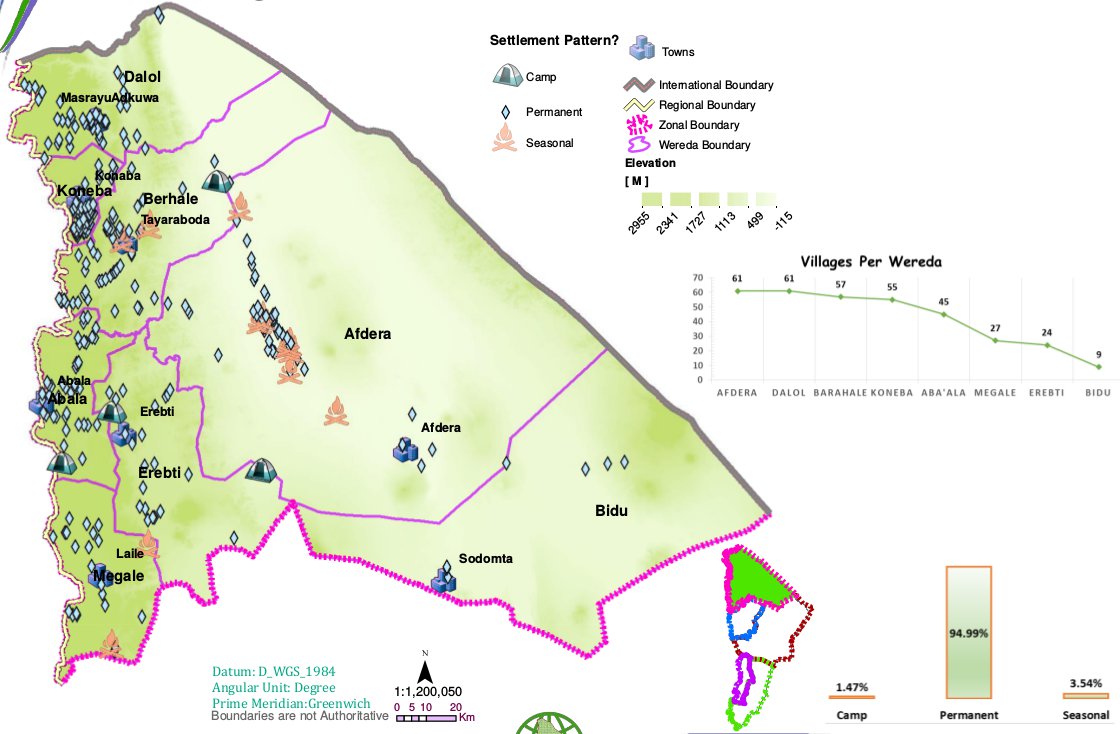 Settlement Pattern?
Camp
Permanent
Seasonal
Towns
International Boundary
Regional Boundary
Zonal Boundary
Wereda Boundary
Elevation
[ M ]
2955
2341
1727
1113
499
-115
Dalol
MasrayuAdkuwa
Konaba
Koneba
Berhale
Tayaraboda
Afdera
Abala
Abala
Erebti
Afdera
Erebti
Bidu
Laile
Megale
Sodomta
Villages Per Wereda
70
60
50
40
30
20
10
0
61
61
57
55
45
27
24
9
AFDERA
DALOL
BARAHALE
KONEBA
ABA'ALA
MEGALE
EREBTI
BIDU
Datum: D_WGS_1984
Angular Unit: Degree
Prime Meridian:Greenwich
Boundaries are not Authoritative
N
1:1,200,050
0 5 10 20
Km
1.47%
94.99%
3.54%
Camp
Permanent
Seasonal